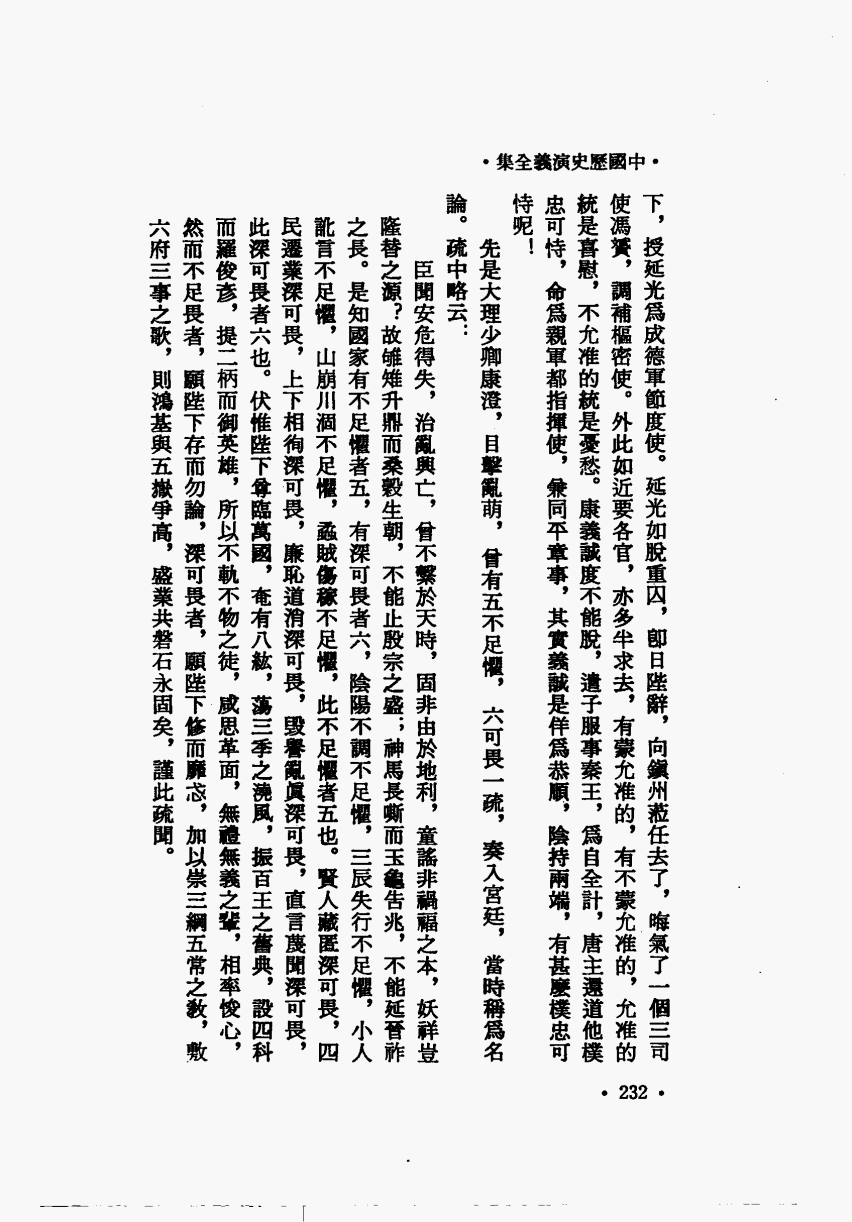 •中國歷史演義全集•
下，授延光爲成德軍節度使。延光如脫重囚，卽日陛辭，向鎭州蒞任去了，晦氣了一個三司
使馮贇，調補樞密使。外此如近要各官，亦多半求去，有蒙允准的，有不蒙允准的，允准的
統是喜慰，不允准的統是憂愁。康義誠度不能脫，遣子服事秦王，爲自全計，唐主還道他樸
忠可恃，命爲親軍都指揮使，兼同平章事，其實義誠是佯爲恭順，陰持兩端，有甚麼樸忠可
恃呢！
先是大理少卿康澄，目擊亂萌，曾有五不足懼，六可畏一疏，奏入宮廷，當時稱爲名
論。疏中略云：
臣聞安危得失，治亂興亡，曾不繫於天時，固非由於地利，童謠非禍福之本，妖祥豈
隆替之源？故雊雉升鼎而桑榖生朝，不能止殷宗之盛；神馬長嘶而玉龜告兆，不能延晉祚
之長。是知國家有不足懼者五，有深可畏者六，陰陽不調不足懼，三辰失行不足懼，小人
訛言不足懼，山崩川涸不足懼，蟊賊傷稼不足懼，此不足懼者五也。賢人藏匿深可畏，四
民遷業深可畏，上下相徇深可畏，廉恥道消深可畏，毀譽亂眞深可畏，直言蔑聞深可畏，
此深可畏者六也。伏惟陛下尊臨萬國，奄有八紘，蕩三季之澆風，振百王之舊典，設四科
而羅俊彥，提二柄而御英雄，所以不軌不物之徒，咸思革面，無禮無義之輩，相率悛心，
然而不足畏者，願陛下存而勿論，深可畏者，願陛下修而靡忒，加以崇三綱五常之敎，敷
六府三事之歌，則鴻基與五嶽爭高，盛業共磐石永固矣，謹此疏聞。
• 232 •